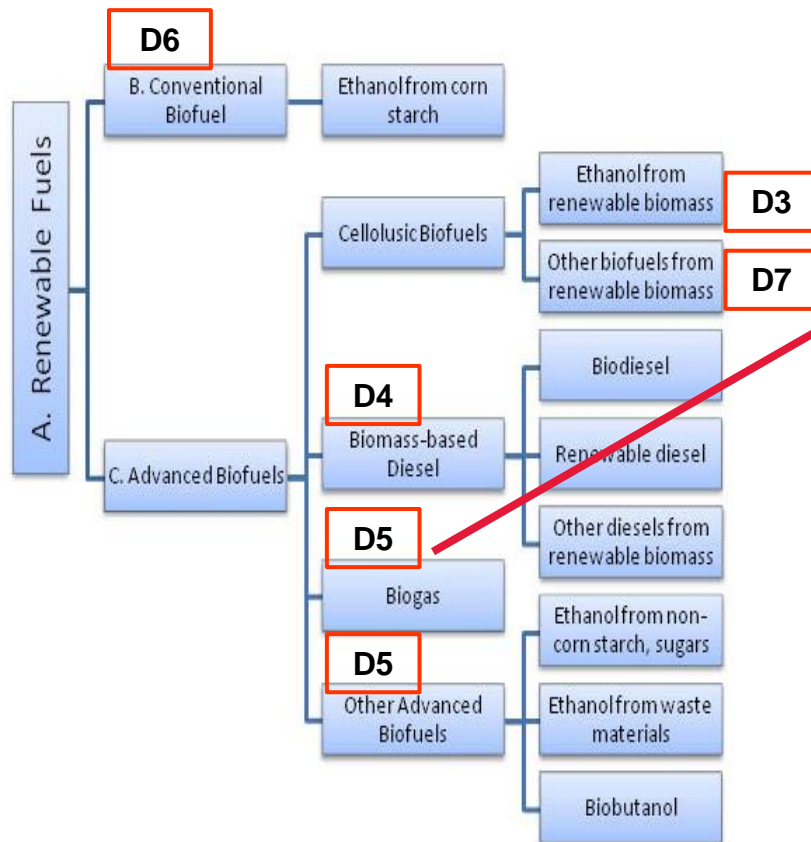 D6
B. Conventional
Biofuel
Ethanol from corn
starch
A. Renewable Fuels
Ethanol from
renewable biomass
D3
Cellolusic Biofuels
Other biofuels from
renewable biomass
D7
Biodiesel
D4
Biomass-based
Diesel
Renewable diesel
C. Advanced Biofuels
Other diesels from
renewable biomass
D5
Biogas
Ethanol from non-
corn starch, sugars
D5
Other Advanced
Biofuels
Ethanol from waste
materials
Biobutanol